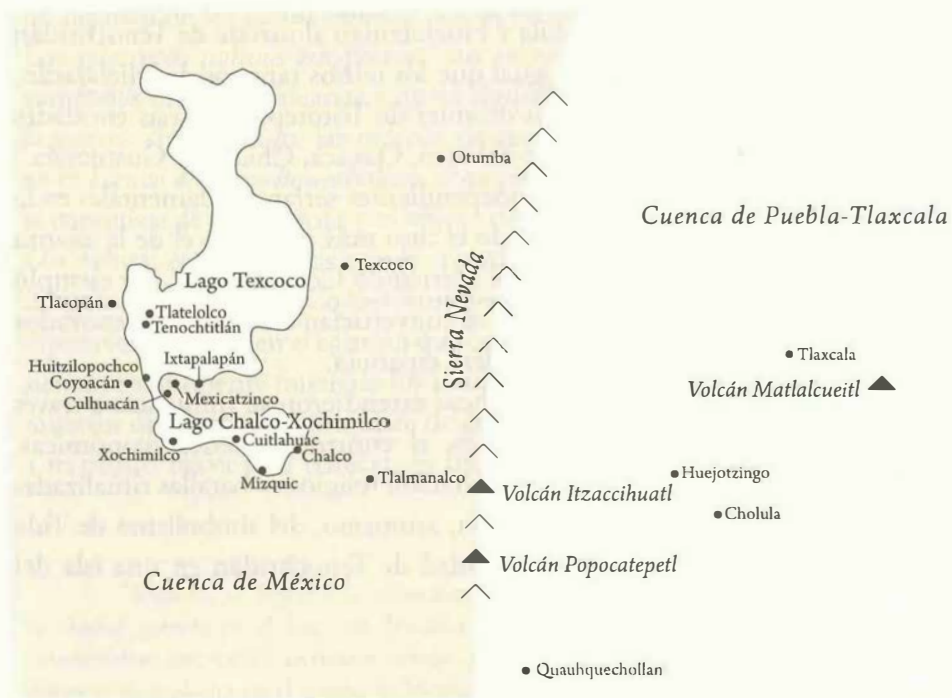 Otumba
Cuenca de Puebla-Tlaxcala
Sierra Nevada
Texcoco
Lago Texcoco
Tlacopán
Tlatelolco
Tenochtitlán
Tlaxcala
Ixtapalapán
Huitzilopochco
Coyoacán
Volcán Matlalcueitl
Culhuacán
Mexicatzinco
Lago Chalco-Xochimilco
Cuitlahuác
Xochimilco
Chalco
Mizquic
Tlalmanalco
Huejotzingo
Volcán Itzaccihuatl
Cholula
Volcán Popocatepetl
Cuenca de México
Quauhquechollan